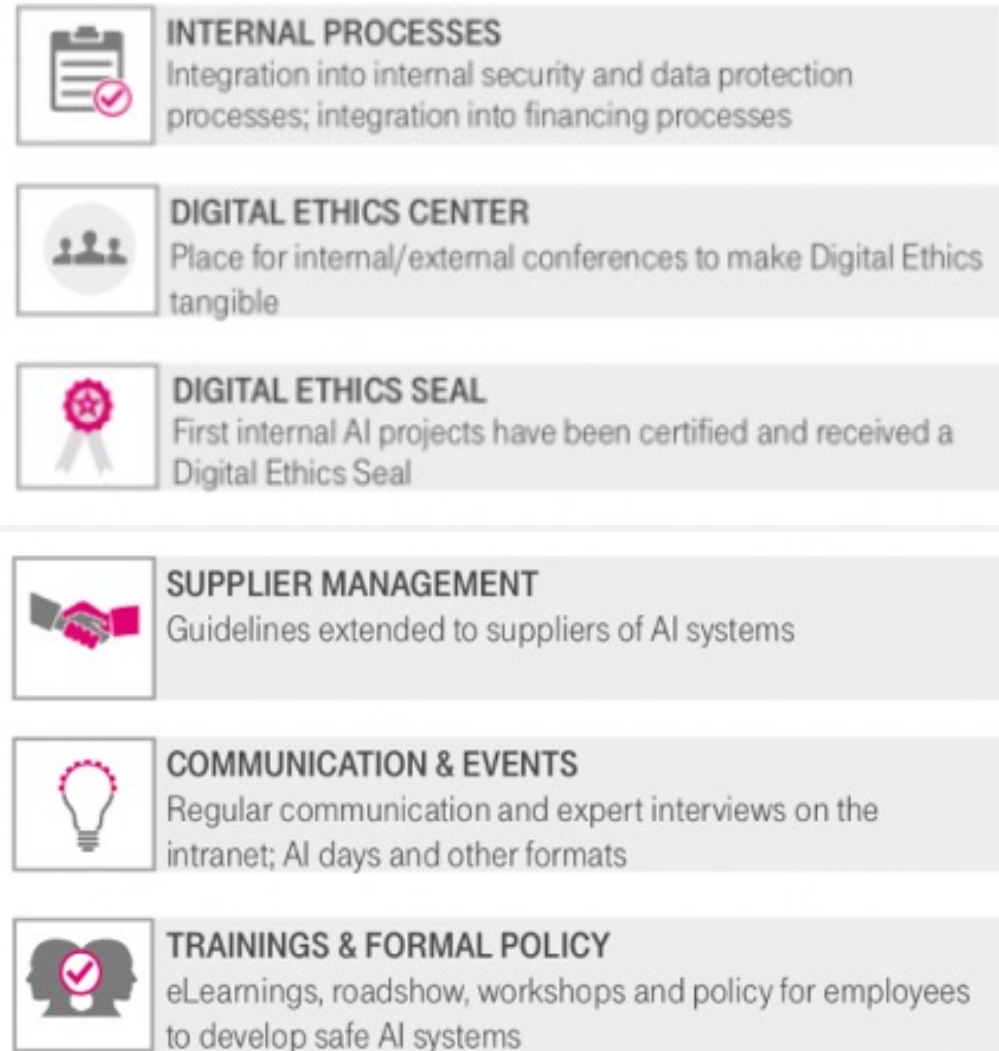 INTERNAL PROCESSES
Integration into internal security and data protection
processes; integration into financing processes
DIGITAL ETHICS CENTER
Place for internal/external conferences to make Digital Ethics
tangible
DIGITAL ETHICS SEAL
First internal AI projects have been certified and received a
Digital Ethics Seal
SUPPLIER MANAGEMENT
Guidelines extended to suppliers of AI systems
COMMUNICATION & EVENTS
Regular communication and expert interviews on the
intranet; AI days and other formats
TRAININGS & FORMAL POLICY
eLearnings, roadshow, workshops and policy for employees
to develop safe AI systems